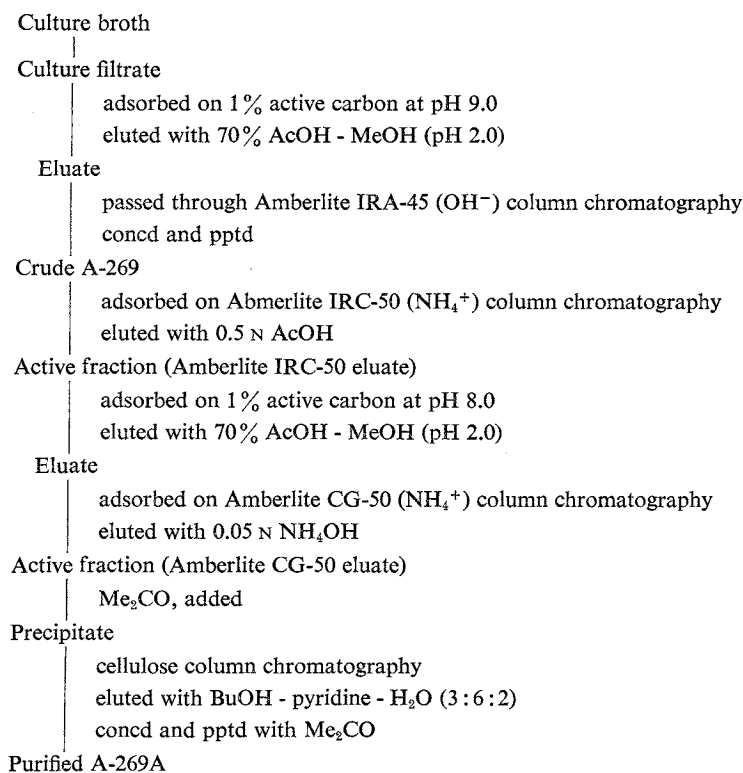 Culture broth
Culture filtrate
adsorbed on 1% active carbon at pH 9.0
eluted with 70% AcOH - MeOH (pH 2.0)
Eluate
passed through Amberlite IRA-45 (OH⁻) column chromatography
concd and pptd
Crude A-269
adsorbed on Abmerlite IRC-50 (NH₄⁺) column chromatography
eluted with 0.5 N AcOH
Active fraction (Amberlite IRC-50 eluate)
adsorbed on 1% active carbon at pH 8.0
eluted with 70% AcOH - MeOH (pH 2.0)
Eluate
adsorbed on Amberlite CG-50 (NH₄⁺) column chromatography
eluted with 0.05 N NH₄OH
Active fraction (Amberlite CG-50 eluate)
Me₂CO, added
Precipitate
cellulose column chromatography
eluted with BuOH - pyridine - H₂O (3:6:2)
concd and pptd with Me₂CO
Purified A-269A